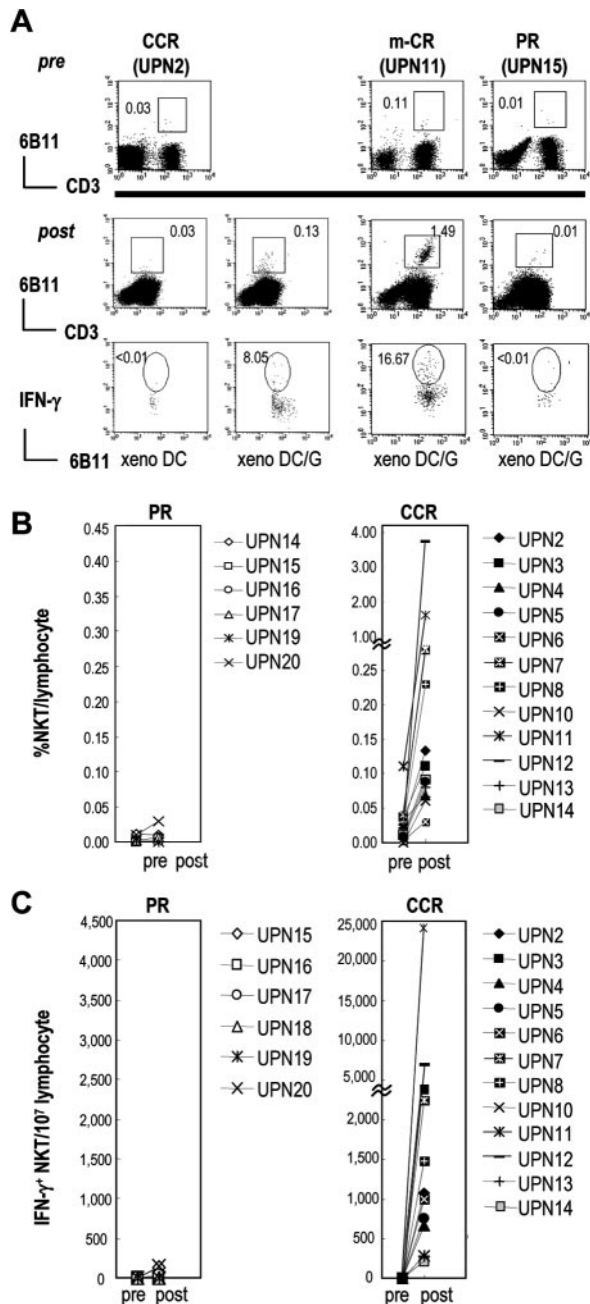 A
CCR
(UPN2)
m-CR
(UPN11)
PR
(UPN15)
pre
0.03
0.11
0.01
6B11
CD3
post
0.03
0.13
1.49
0.01
6B11
CD3
<0.01
8.05
16.67
<0.01
IFN-γ
6B11
xeno DC
xeno DC/G
xeno DC/G
xeno DC/G
B
PR
CCR
%NKT/lymphocyte
0.45
0.40
0.35
0.30
0.25
0.20
0.15
0.10
0.05
0.00
pre post
UPN14
UPN15
UPN16
UPN17
UPN19
UPN20
4.00
3.00
2.00
1.00
0.25
0.20
0.15
0.10
0.05
0.00
pre post
UPN2
UPN3
UPN4
UPN5
UPN6
UPN7
UPN8
UPN10
UPN11
UPN12
UPN13
UPN14
C
PR
CCR
IFN-γ⁺ NKT/10⁷ lymphocyte
4,500
4,000
3,500
3,000
2,500
2,000
1,500
1,000
500
0
pre post
UPN15
UPN16
UPN17
UPN18
UPN19
UPN20
25,000
20,000
15,000
10,000
5,000
2,000
1,500
1,000
500
0
pre post
UPN2
UPN3
UPN4
UPN5
UPN6
UPN7
UPN8
UPN10
UPN11
UPN12
UPN13
UPN14